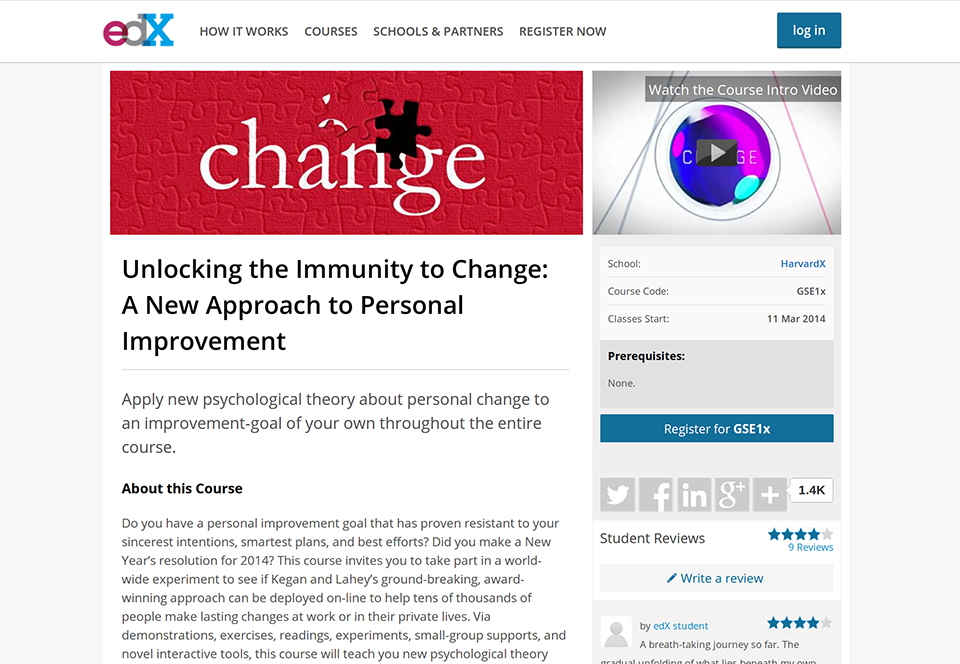 edX
HOW IT WORKS
COURSES
SCHOOLS & PARTNERS
REGISTER NOW
log in
change
Watch the Course Intro Video
Unlocking the Immunity to Change:
A New Approach to Personal
Improvement
Apply new psychological theory about personal change to
an improvement-goal of your own throughout the entire
course.
About this Course
Do you have a personal improvement goal that has proven resistant to your
sincerest intentions, smartest plans, and best efforts? Did you make a New
Year's resolution for 2014? This course invites you to take part in a world-
wide experiment to see if Kegan and Lahey's ground-breaking, award-
winning approach can be deployed on-line to help tens of thousands of
people make lasting changes at work or in their private lives. Via
demonstrations, exercises, readings, experiments, small-group supports, and
novel interactive tools, this course will teach you new psychological theory
School: HarvardX
Course Code: GSE1x
Classes Start: 11 Mar 2014
Prerequisites:
None.
Register for GSE1x
1.4K
Student Reviews
9 Reviews
Write a review
by edX student
A breath-taking journey so far. The
gradual unfolding of what lies beneath my own